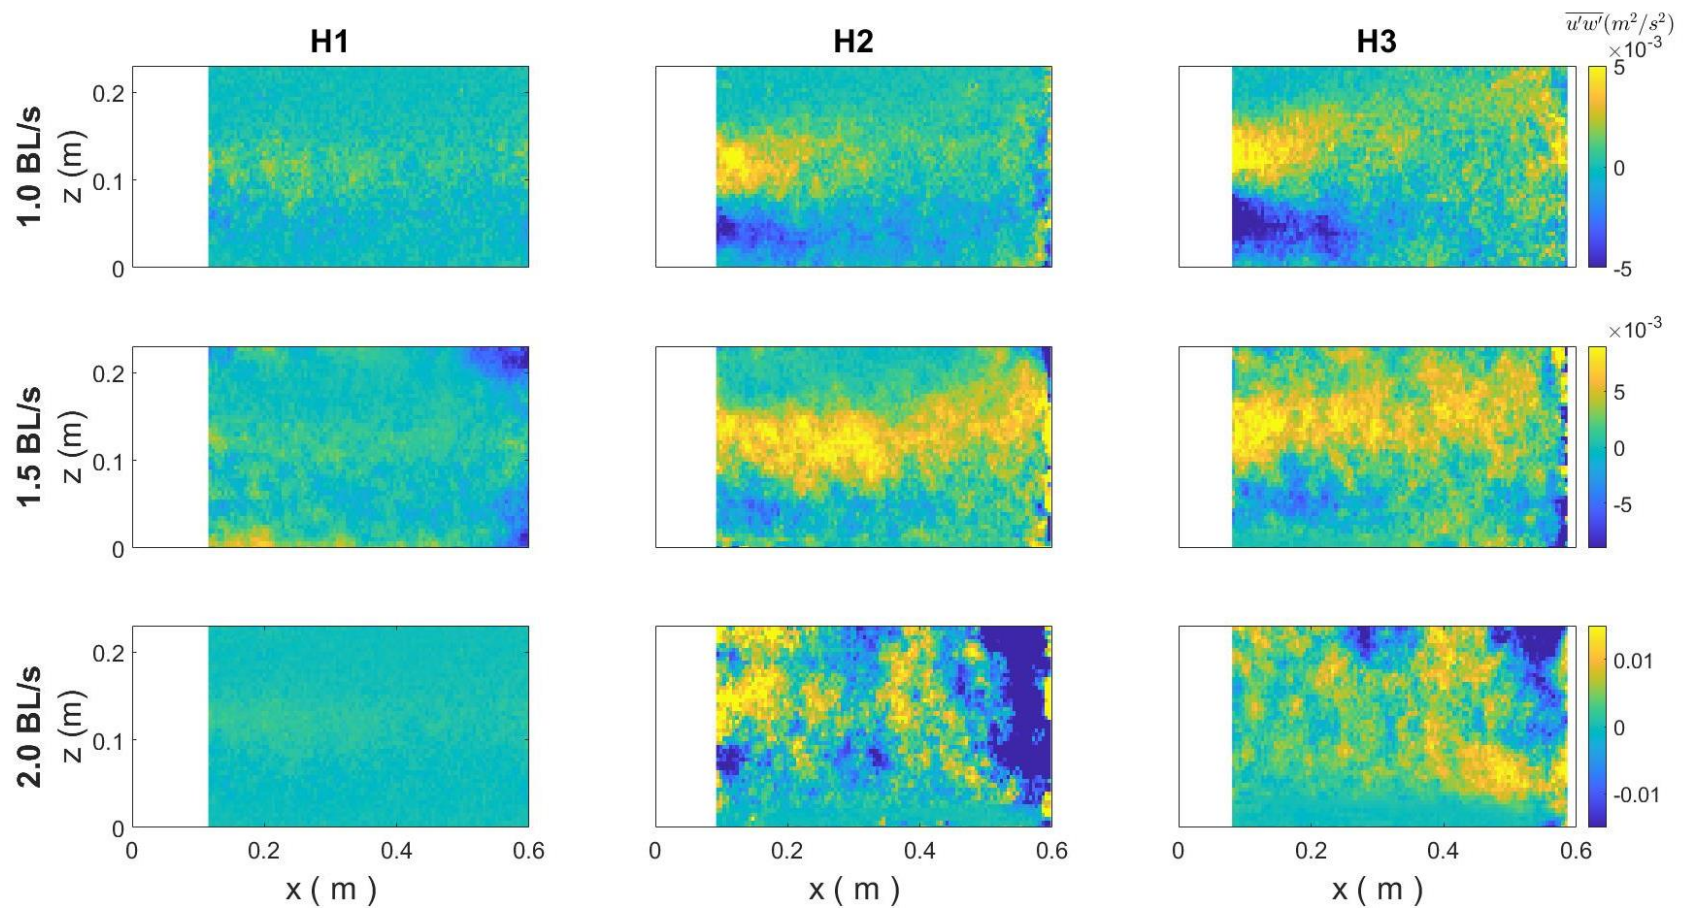 H1 H2 H3
u'w'(m²/s²)
×10⁻³
1.0 BL/s
z (m)
0.2
0.1
0
5
0
-5
×10⁻³
1.5 BL/s
z (m)
0.2
0.1
0
5
0
-5
2.0 BL/s
z (m)
0.2
0.1
0
0.01
0
-0.01
0 0.2 0.4 0.6 0 0.2 0.4 0.6 0 0.2 0.4 0.6
x ( m ) x ( m ) x ( m )